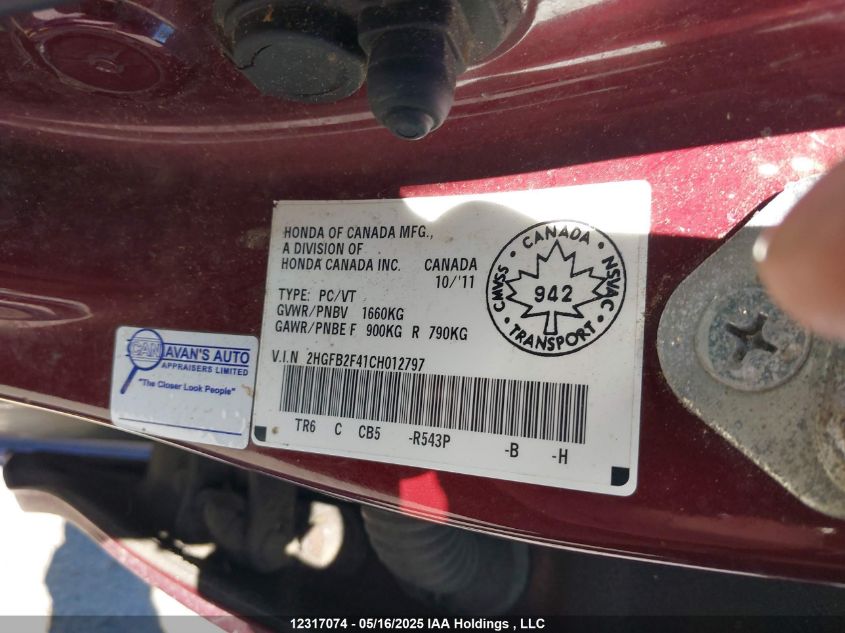 HONDA OF CANADA MFG.,
A DIVISION OF
HONDA CANADA INC. CANADA
10/'11
TYPE: PC/VT
GVWR/PNBV 1660KG
GAWR/PNBE F 900KG R 790KG
V.I.N 2HGFB2F41CH012797
TR6 C CB5 -R543P -B -H
CANADA
CMVSS
NSVAC
942
TRANSPORT
CANAVAN'S AUTO
APPRAISERS LIMITED
"The Closer Look People"
12317074 - 05/16/2025 IAA Holdings , LLC